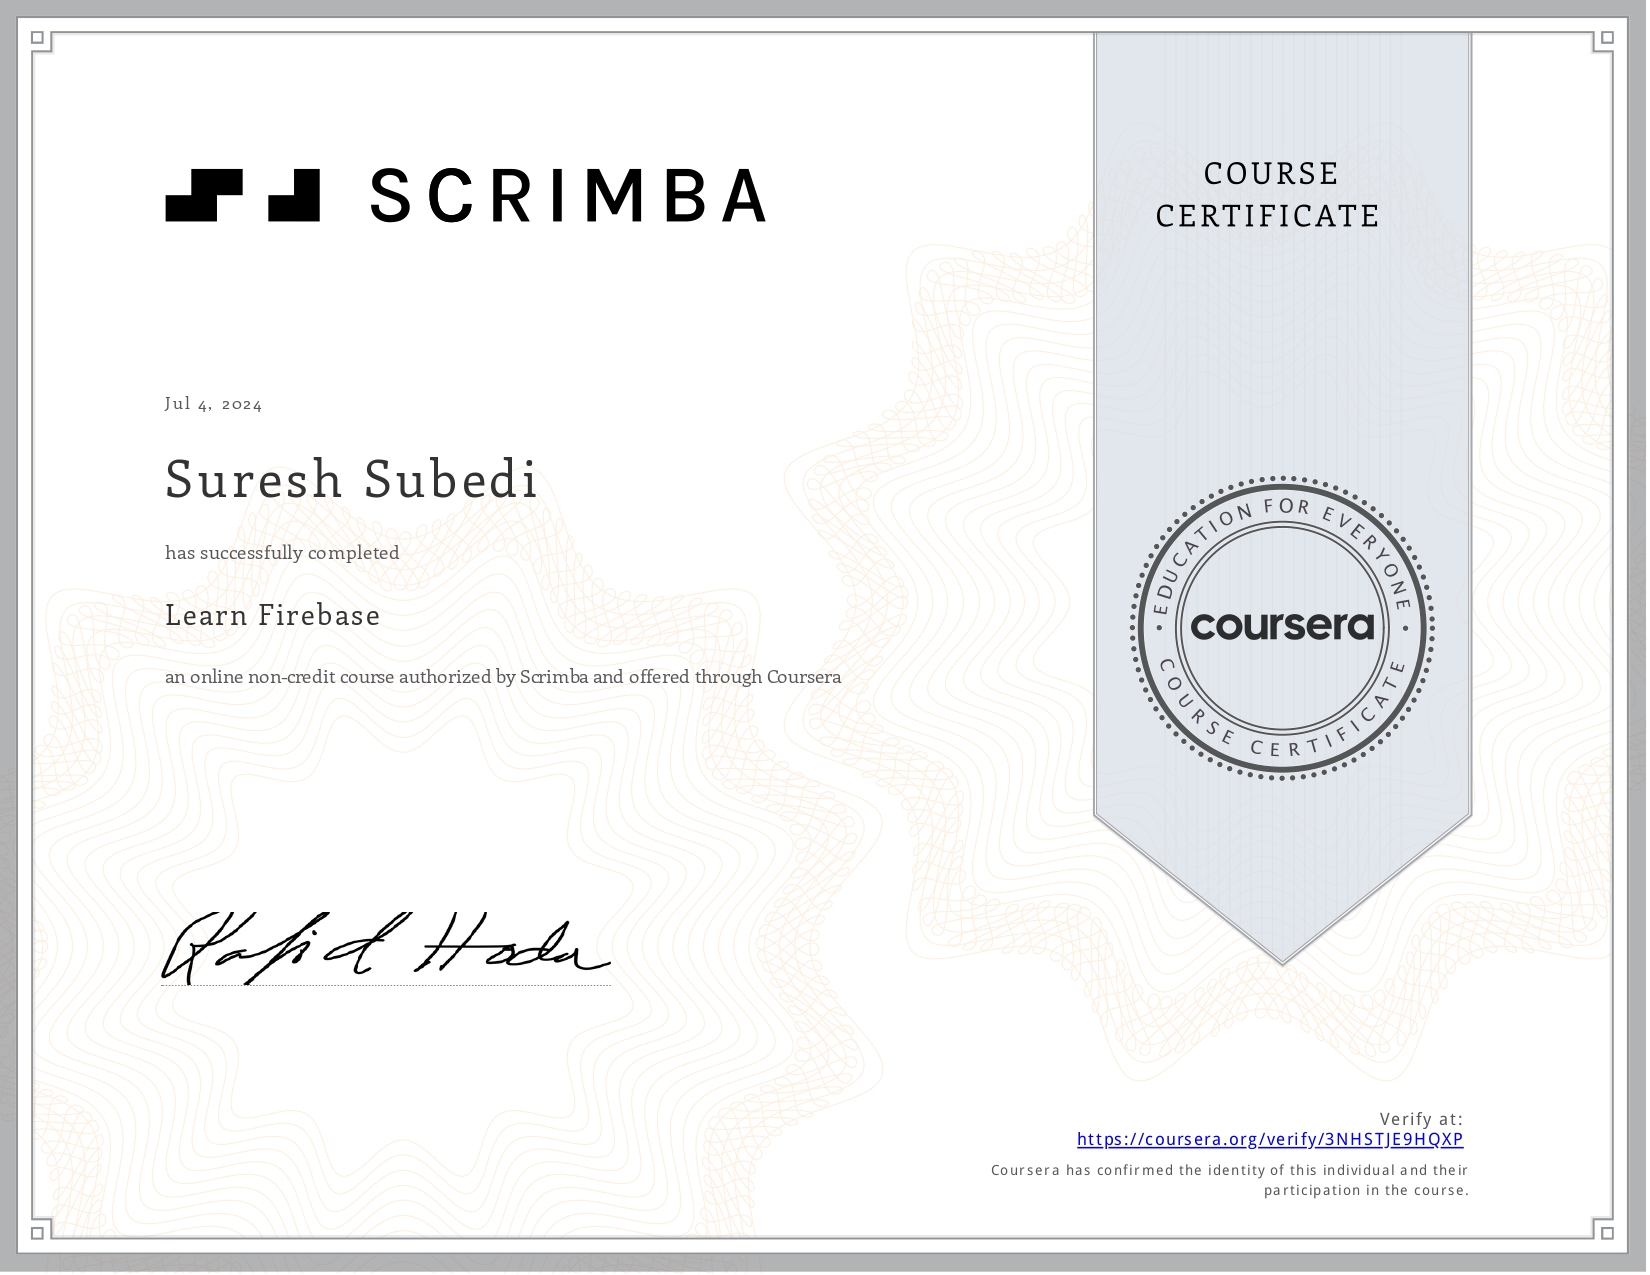 SCRIMBA
COURSE
CERTIFICATE
Jul 4, 2024
Suresh Subedi
has successfully completed
Learn Firebase
an online non-credit course authorized by Scrimba and offered through Coursera
• EDUCATION FOR EVERYONE •
coursera
COURSE CERTIFICATE
Verify at:
https://coursera.org/verify/3NHSTJE9HQXP
Coursera has confirmed the identity of this individual and their
participation in the course.